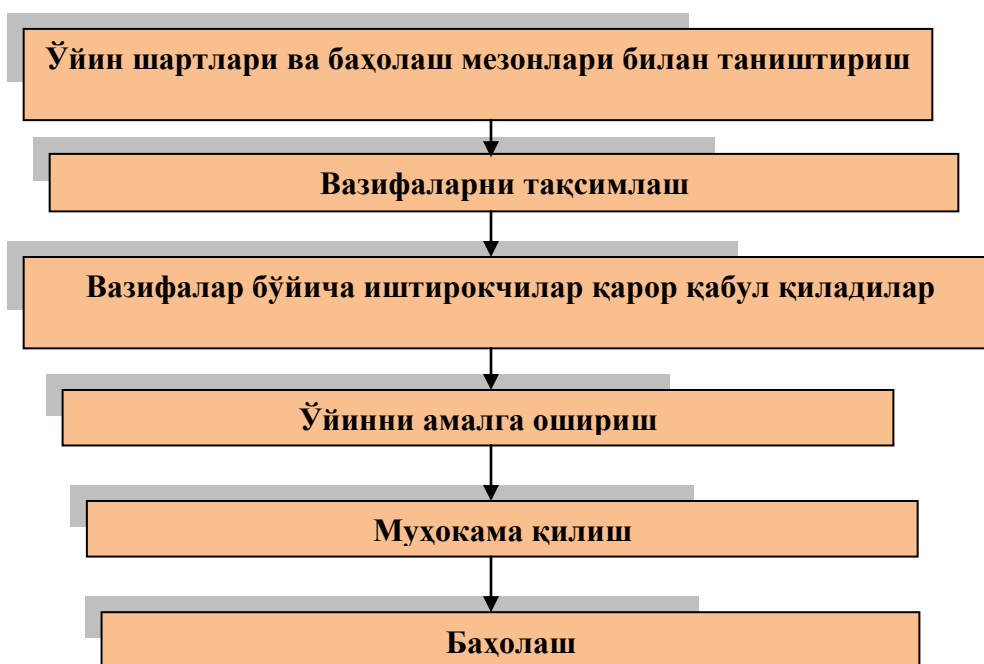 Ўйин шартлари ва баҳолаш мезонлари билан таништириш
Вазифаларни тақсимлаш
Вазифалар бўйича иштирокчилар қарор қабул қиладилар
Ўйинни амалга ошириш
Муҳокама қилиш
Баҳолаш